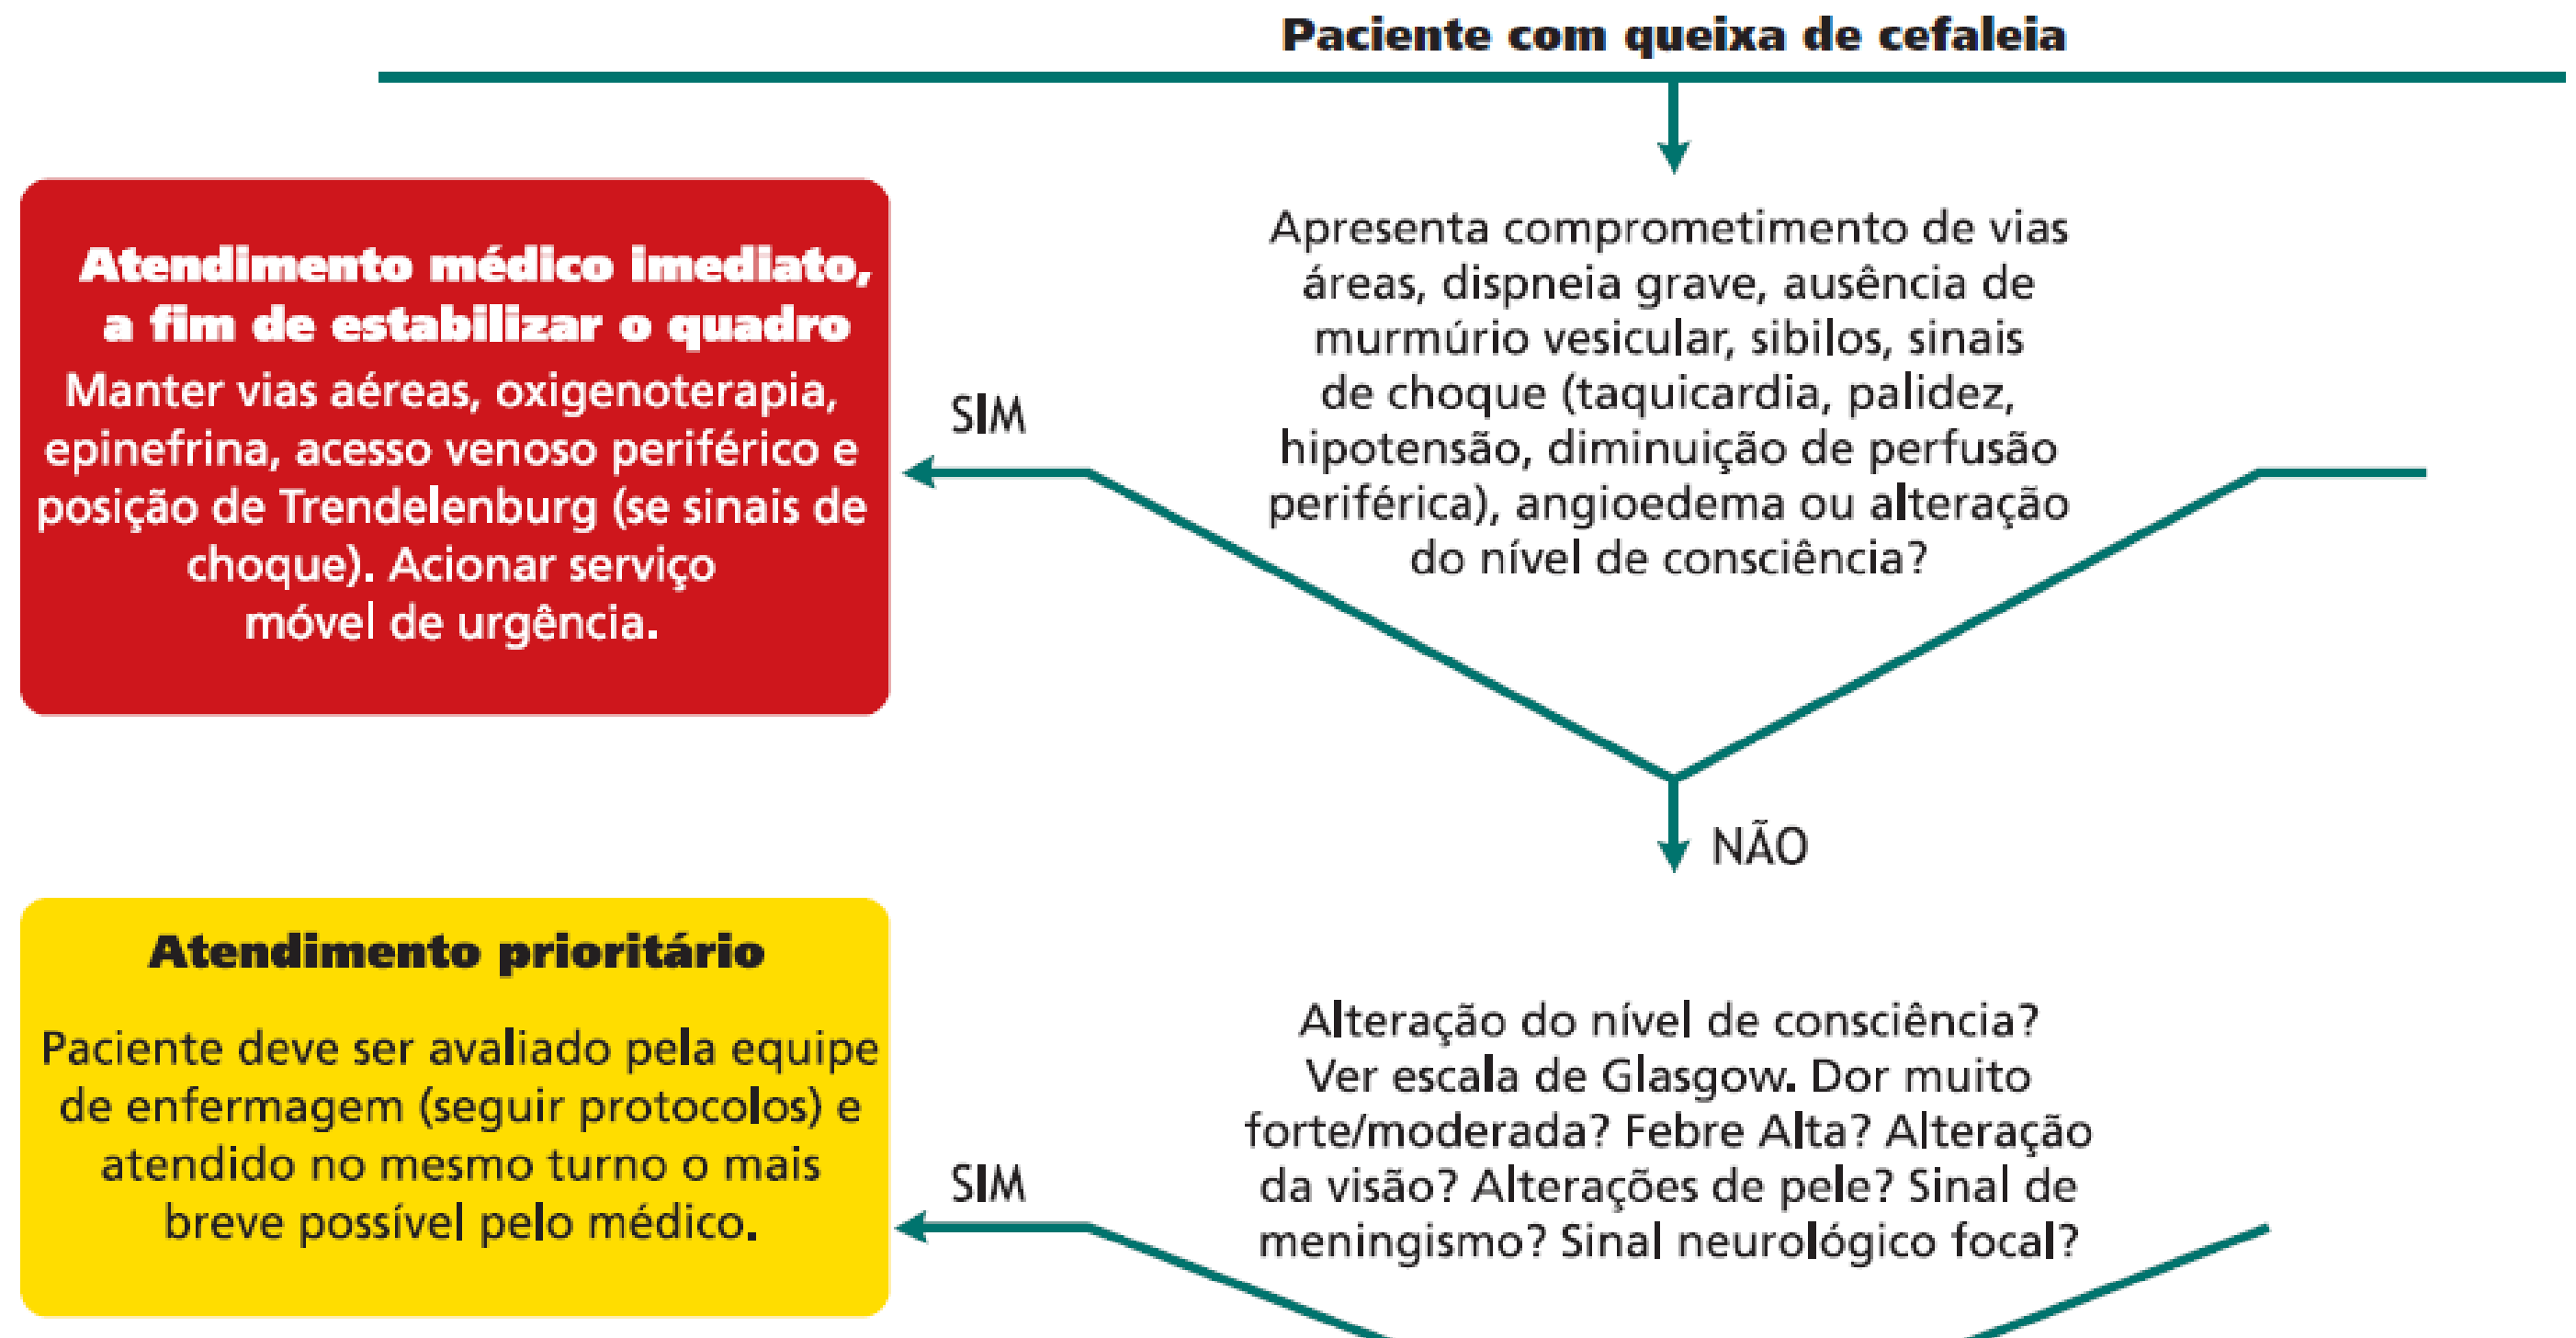 Paciente com queixa de cefaleia
Atendimento médico imediato,
a fim de estabilizar o quadro
Manter vias aéreas, oxigenoterapia,
epinefrina, acesso venoso periférico e
posição de Trendelenburg (se sinais de
choque). Acionar serviço
móvel de urgência.
SIM
Apresenta comprometimento de vias
áreas, dispneia grave, ausência de
murmúrio vesicular, sibilos, sinais
de choque (taquicardia, palidez,
hipotensão, diminuição de perfusão
periférica), angioedema ou alteração
do nível de consciência?
NÃO
Atendimento prioritário
Paciente deve ser avaliado pela equipe
de enfermagem (seguir protocolos) e
atendido no mesmo turno o mais
breve possível pelo médico.
SIM
Alteração do nível de consciência?
Ver escala de Glasgow. Dor muito
forte/moderada? Febre Alta? Alteração
da visão? Alterações de pele? Sinal de
meningismo? Sinal neurológico focal?